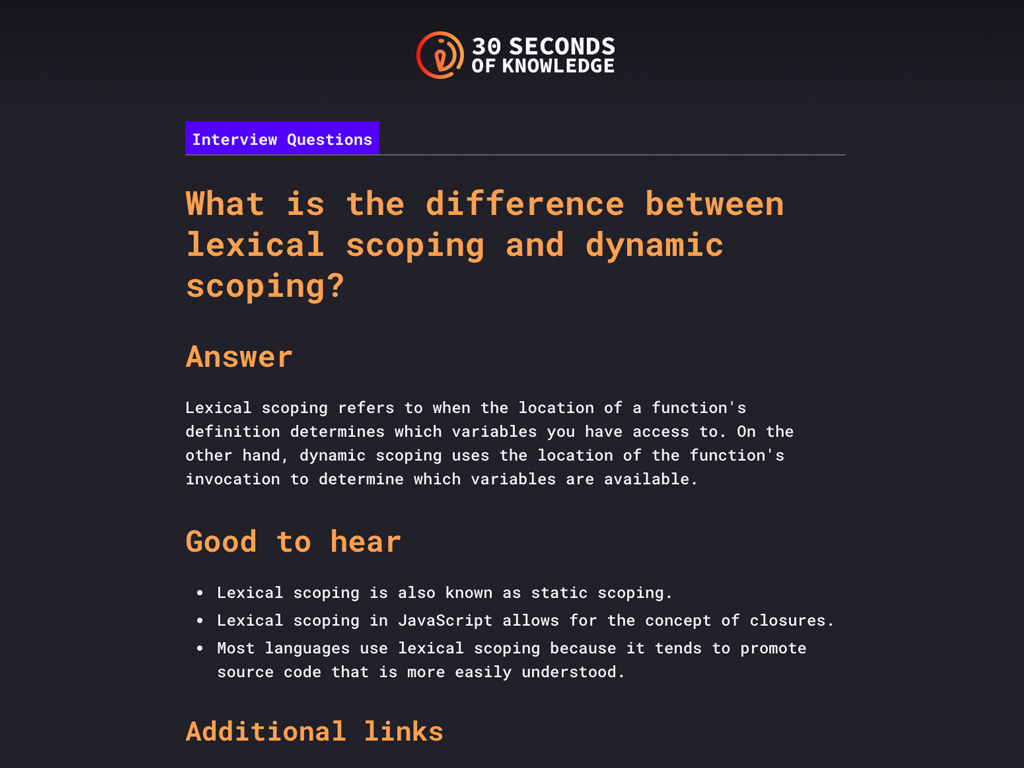 30 SECONDS
OF KNOWLEDGE
Interview Questions
What is the difference between
lexical scoping and dynamic
scoping?
Answer
Lexical scoping refers to when the location of a function's
definition determines which variables you have access to. On the
other hand, dynamic scoping uses the location of the function's
invocation to determine which variables are available.
Good to hear
• Lexical scoping is also known as static scoping.
• Lexical scoping in JavaScript allows for the concept of closures.
• Most languages use lexical scoping because it tends to promote
source code that is more easily understood.
Additional links